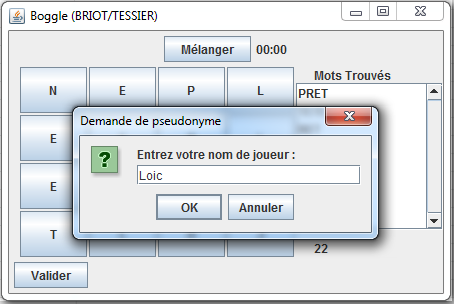 Boggle (BRIOT/TESSIER)
Mélanger 00:00
Mots Trouvés
N E P L
PRET
Demande de pseudonyme
E
?
Entrez votre nom de joueur :
Loic
E
OK Annuler
T
22
Valider